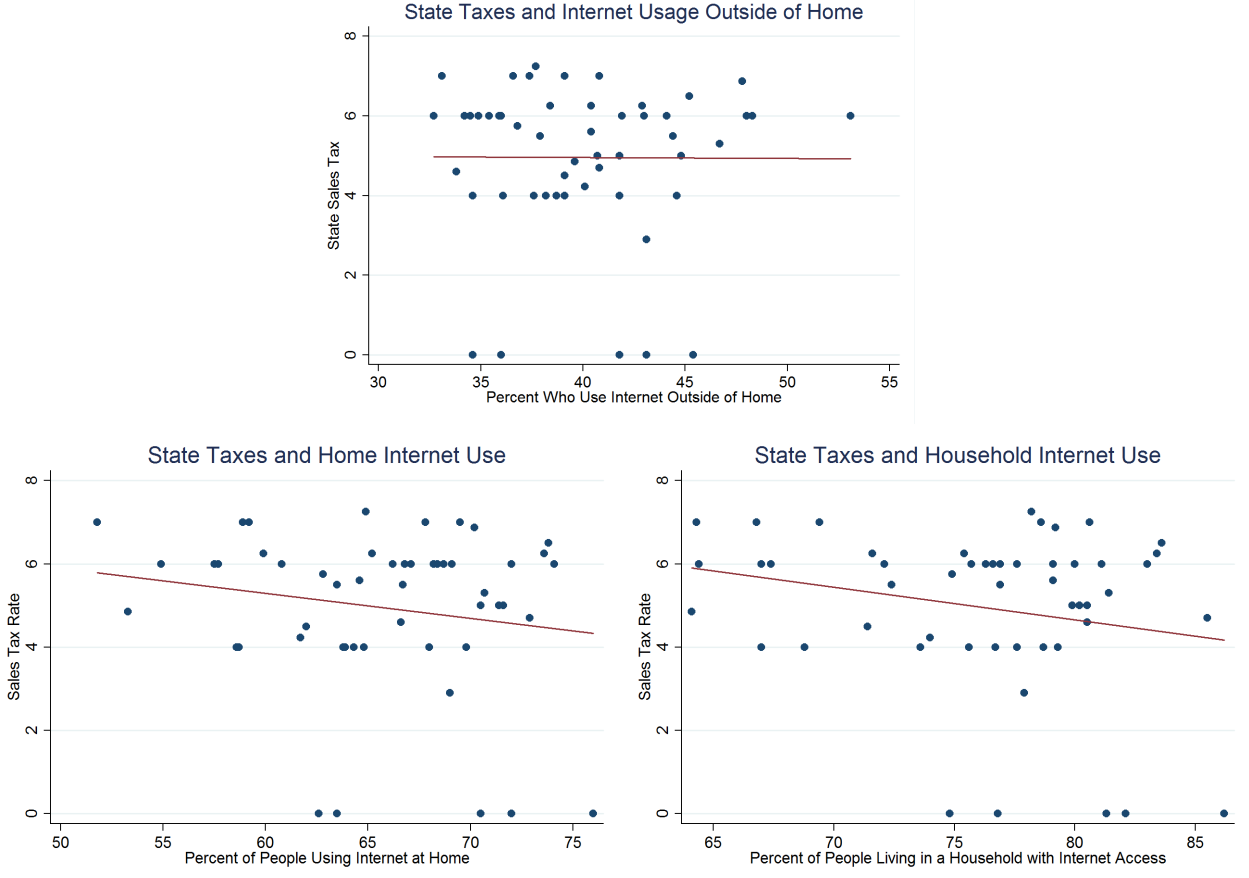 State Taxes and Internet Usage Outside of Home
8
6
4
2
0
State Sales Tax
30 35 40 45 50 55
Percent Who Use Internet Outside of Home
State Taxes and Home Internet Use
8
6
4
2
0
Sales Tax Rate
50 55 60 65 70 75
Percent of People Using Internet at Home
State Taxes and Household Internet Use
8
6
4
2
0
Sales Tax Rate
65 70 75 80 85
Percent of People Living in a Household with Internet Access